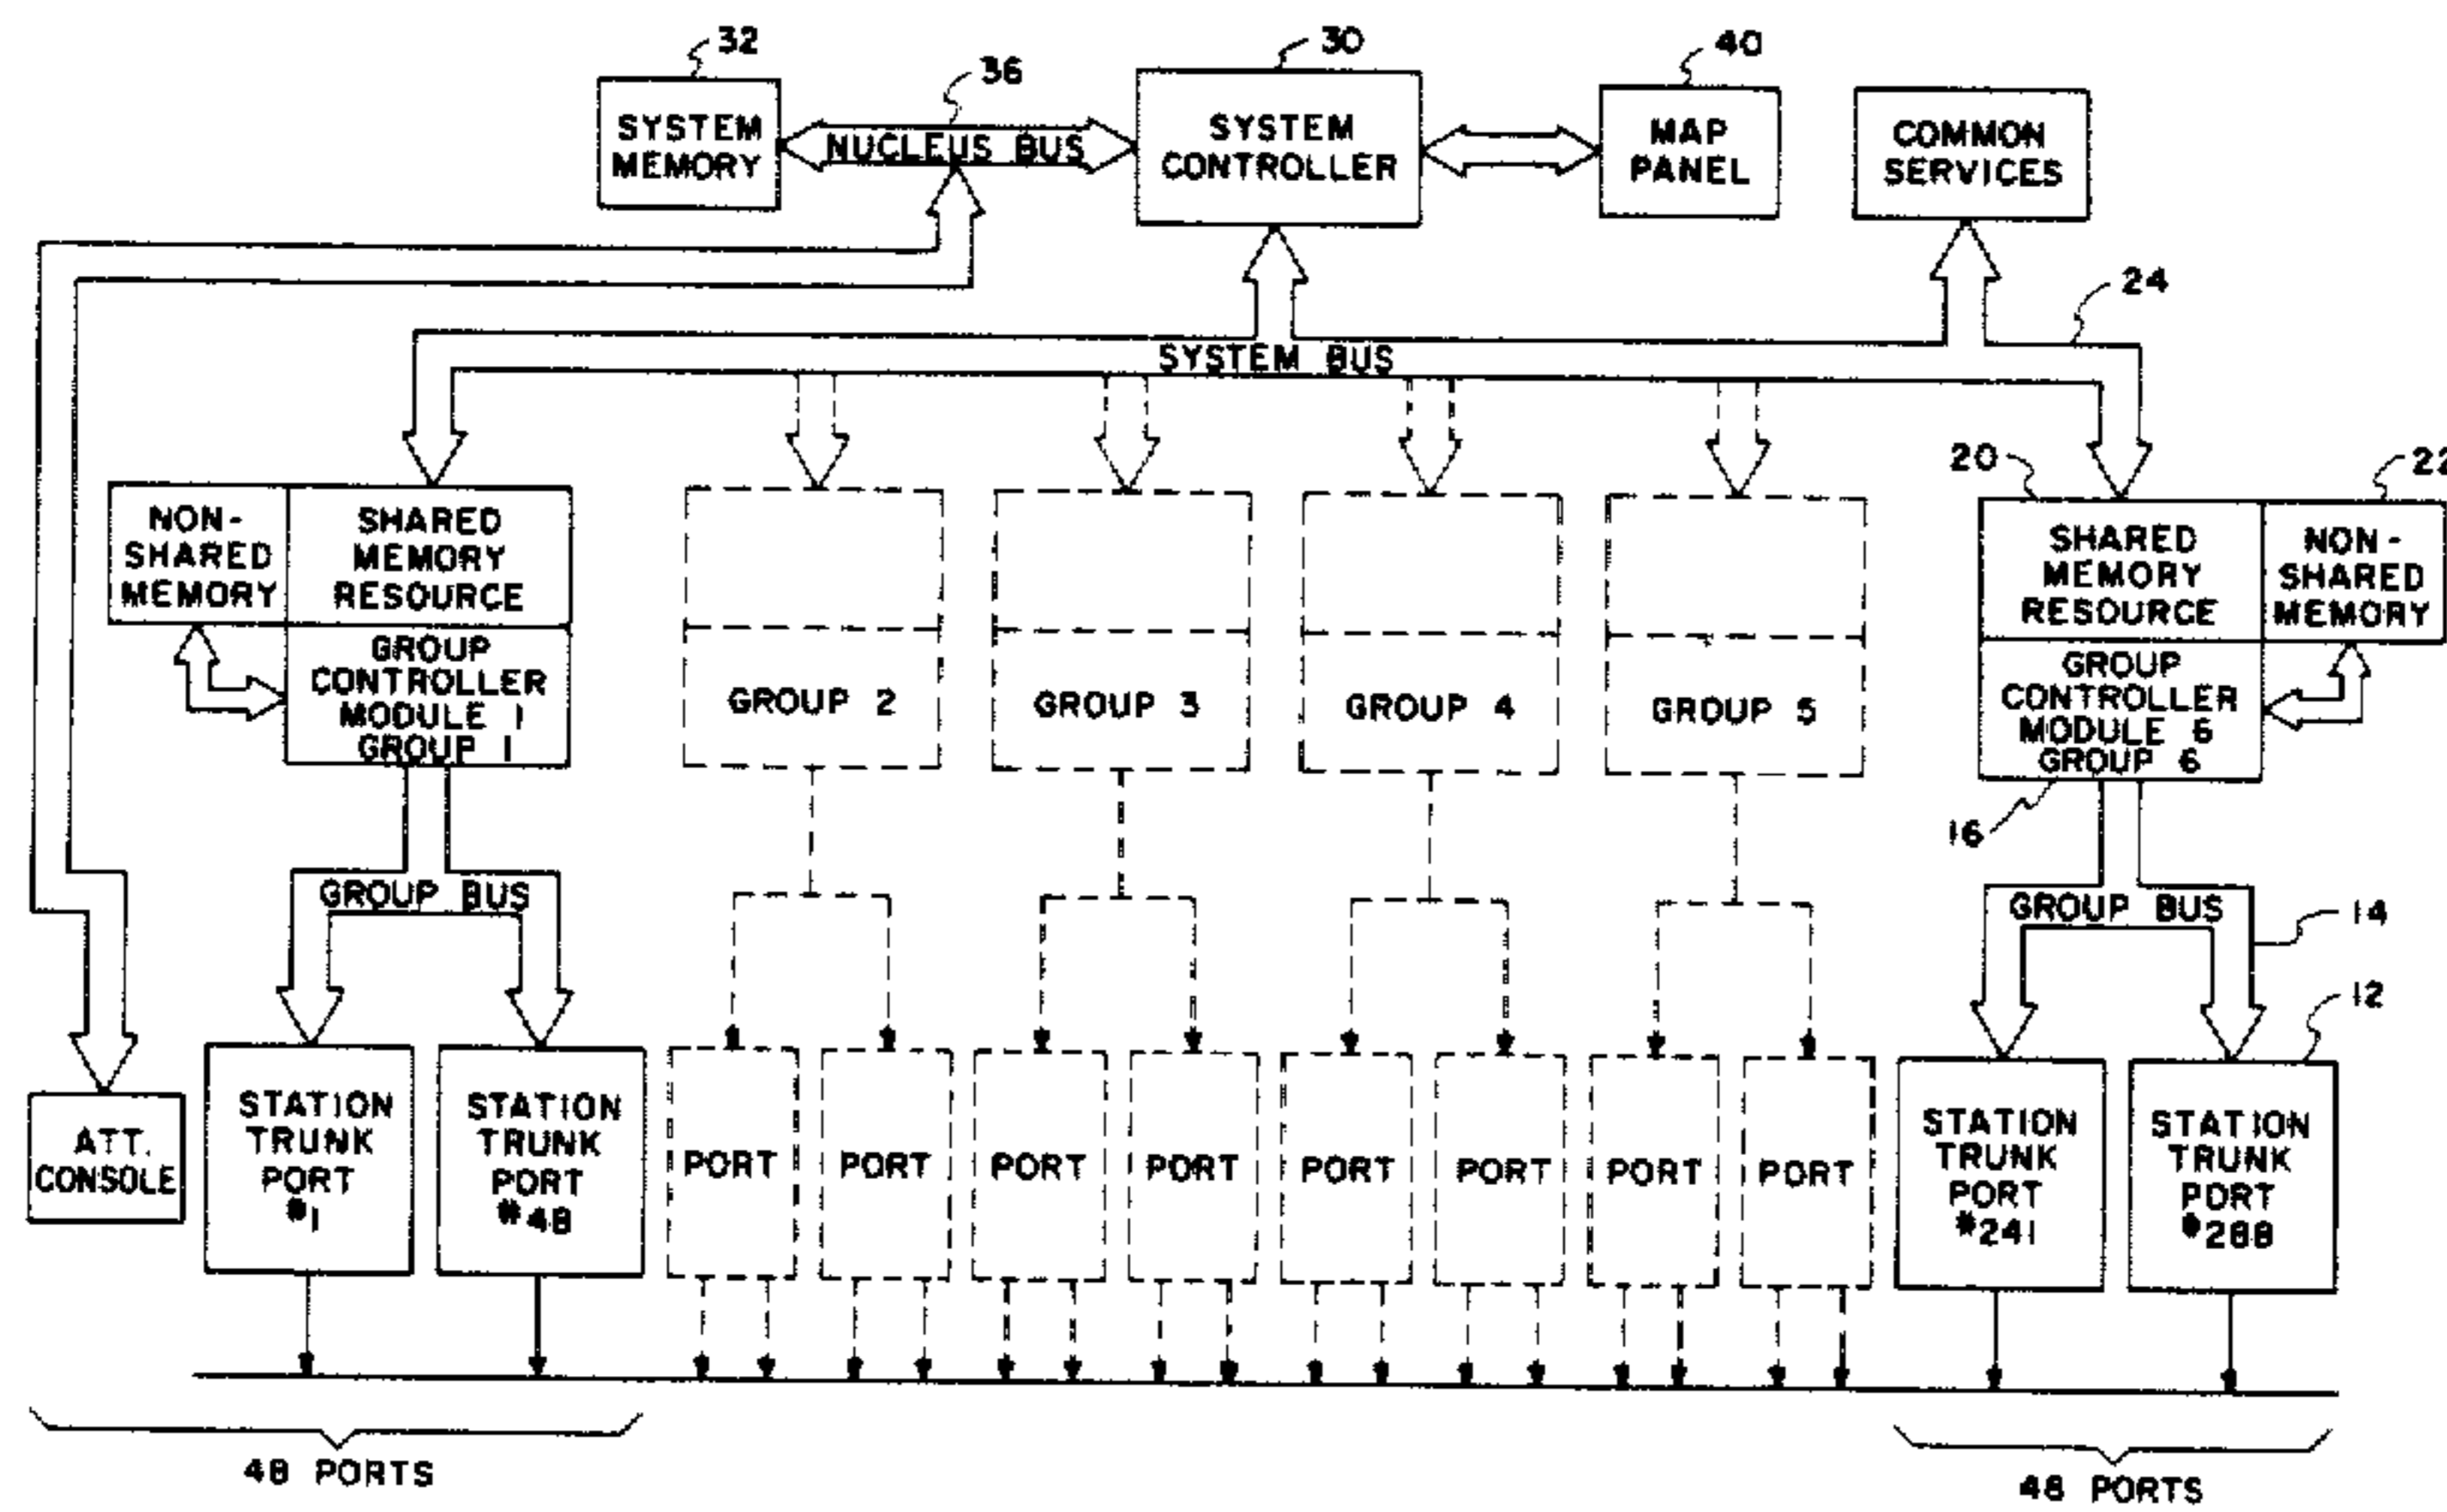 32
36
30
40
SYSTEM
MEMORY
NUCLEUS BUS
SYSTEM
CONTROLLER
MAP
PANEL
COMMON
SERVICES
24
SYSTEM BUS
20
22
NON-
SHARED
MEMORY
SHARED
MEMORY
RESOURCE
GROUP
CONTROLLER
MODULE 1
GROUP 1
GROUP 2
GROUP 3
GROUP 4
GROUP 5
SHARED
MEMORY
RESOURCE
NON-
SHARED
MEMORY
GROUP
CONTROLLER
MODULE 6
GROUP 6
16
GROUP BUS
GROUP BUS
14
12
ATT.
CONSOLE
STATION
TRUNK
PORT
#1
STATION
TRUNK
PORT
#48
PORT
PORT
PORT
PORT
PORT
PORT
PORT
PORT
STATION
TRUNK
PORT
#241
STATION
TRUNK
PORT
#288
48 PORTS
48 PORTS